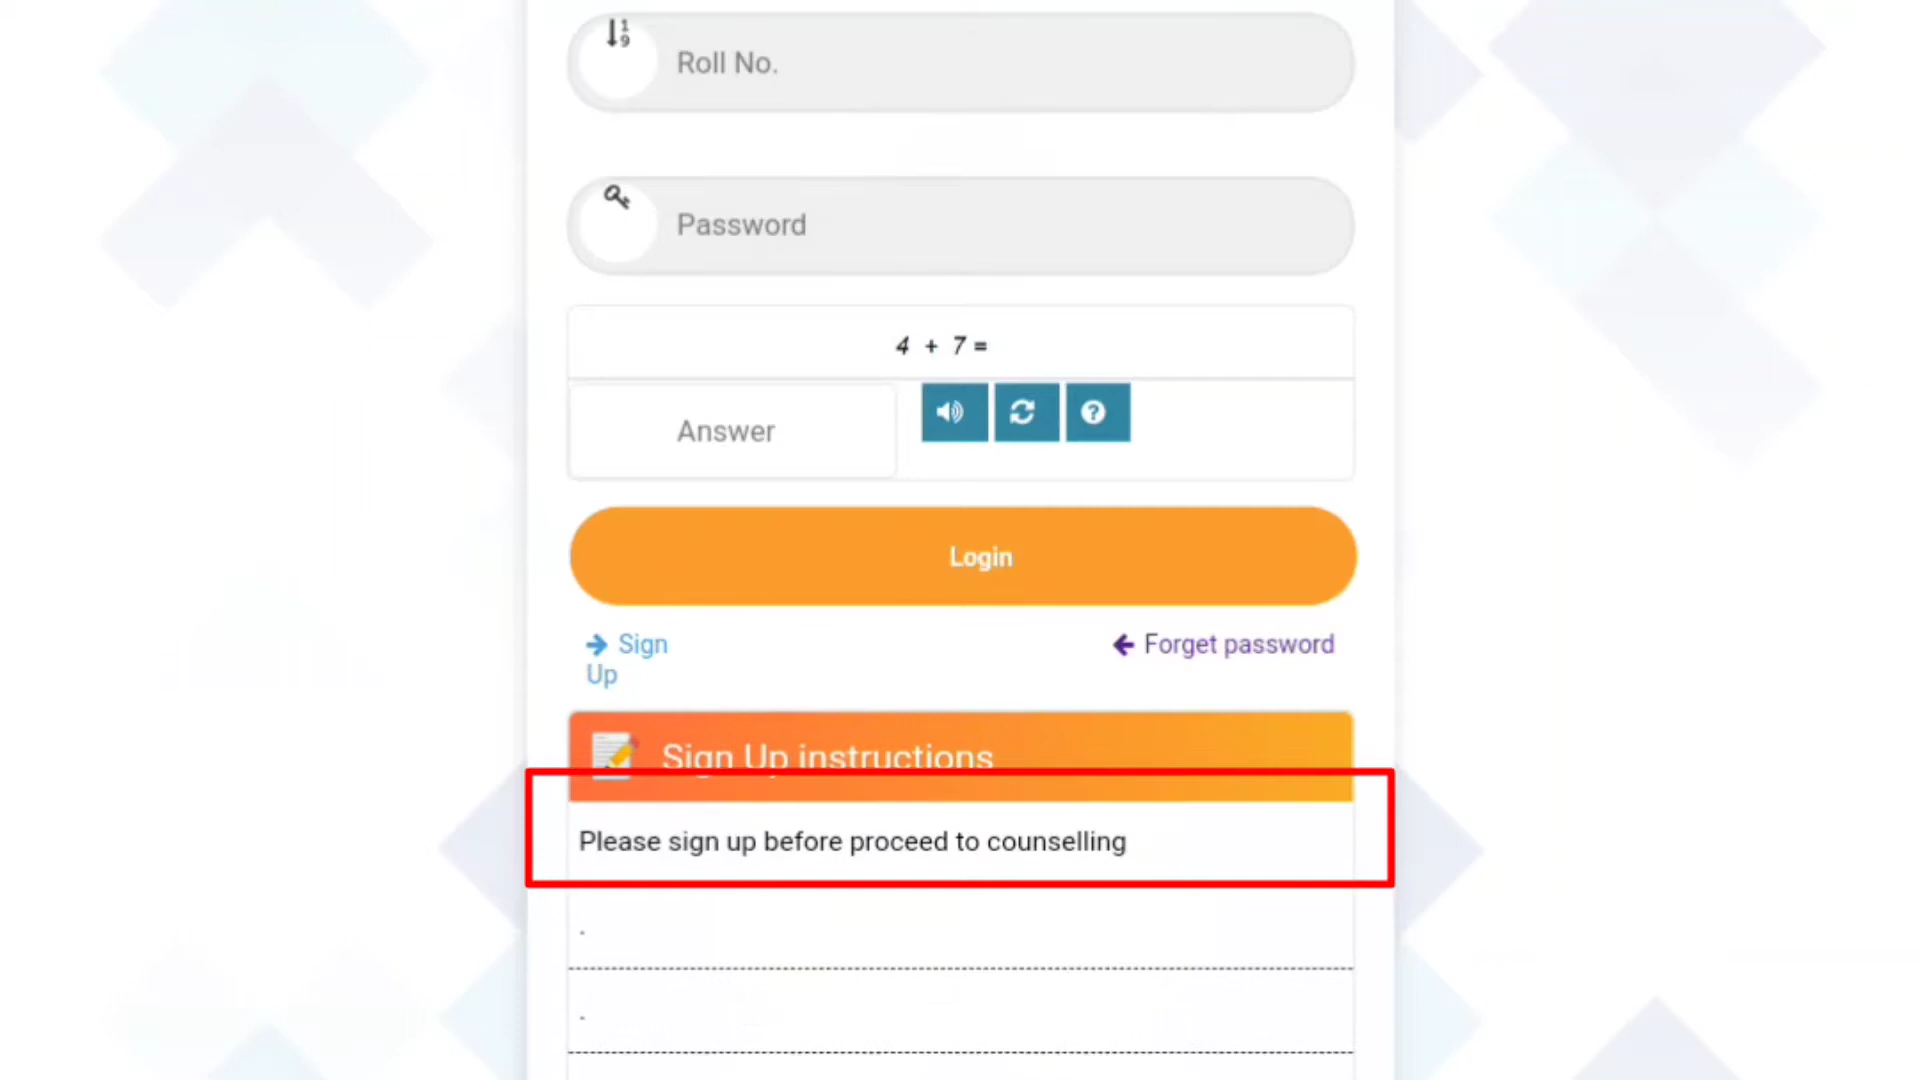 Roll No.
Password
4 + 7 =
Answer
Login
Sign
Up
Forget password
Sign Up instructions
Please sign up before proceed to counselling
.
.